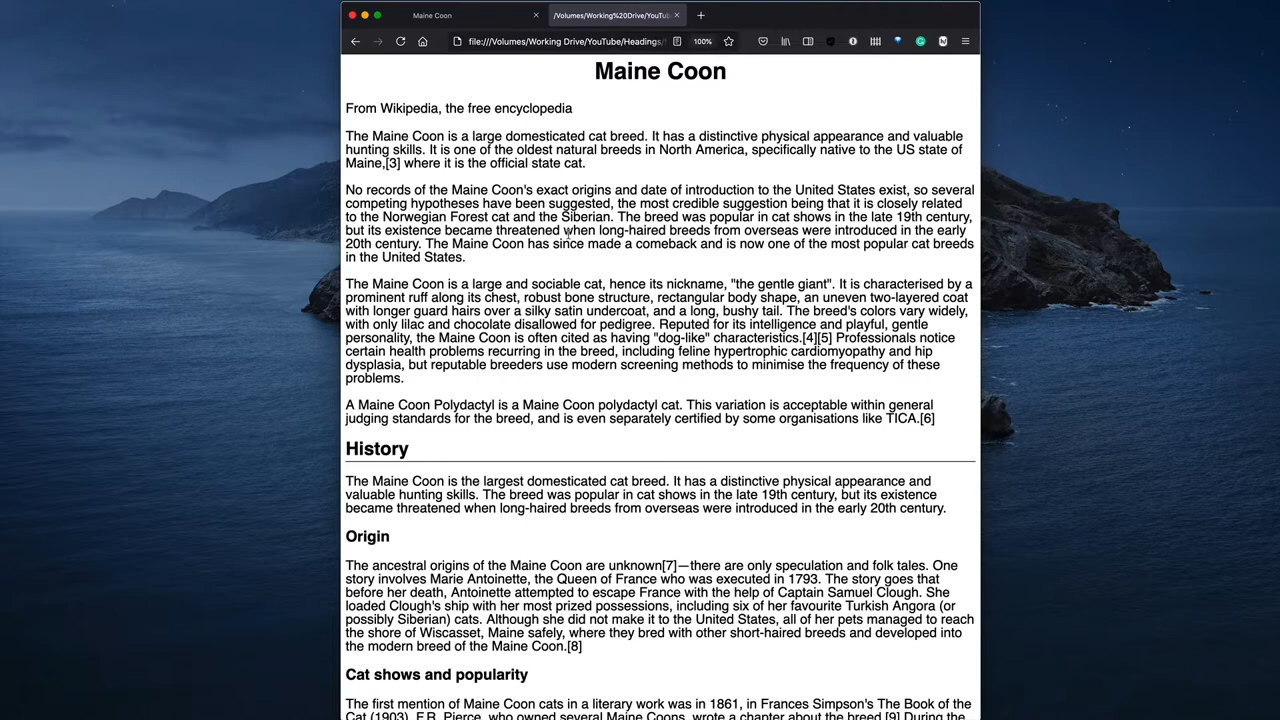 Maine Coon
/Volumes/Working%20Drive/YouTub
file:///Volumes/Working Drive/YouTube/Headings/
100%
Maine Coon
From Wikipedia, the free encyclopedia
The Maine Coon is a large domesticated cat breed. It has a distinctive physical appearance and valuable
hunting skills. It is one of the oldest natural breeds in North America, specifically native to the US state of
Maine,[3] where it is the official state cat.
No records of the Maine Coon's exact origins and date of introduction to the United States exist, so several
competing hypotheses have been suggested, the most credible suggestion being that it is closely related
to the Norwegian Forest cat and the Siberian. The breed was popular in cat shows in the late 19th century,
but its existence became threatened when long-haired breeds from overseas were introduced in the early
20th century. The Maine Coon has since made a comeback and is now one of the most popular cat breeds
in the United States.
The Maine Coon is a large and sociable cat, hence its nickname, "the gentle giant". It is characterised by a
prominent ruff along its chest, robust bone structure, rectangular body shape, an uneven two-layered coat
with longer guard hairs over a silky satin undercoat, and a long, bushy tail. The breed's colors vary widely,
with only lilac and chocolate disallowed for pedigree. Reputed for its intelligence and playful, gentle
personality, the Maine Coon is often cited as having "dog-like" characteristics.[4][5] Professionals notice
certain health problems recurring in the breed, including feline hypertrophic cardiomyopathy and hip
dysplasia, but reputable breeders use modern screening methods to minimise the frequency of these
problems.
A Maine Coon Polydactyl is a Maine Coon polydactyl cat. This variation is acceptable within general
judging standards for the breed, and is even separately certified by some organisations like TICA.[6]
History
The Maine Coon is the largest domesticated cat breed. It has a distinctive physical appearance and
valuable hunting skills. The breed was popular in cat shows in the late 19th century, but its existence
became threatened when long-haired breeds from overseas were introduced in the early 20th century.
Origin
The ancestral origins of the Maine Coon are unknown[7]—there are only speculation and folk tales. One
story involves Marie Antoinette, the Queen of France who was executed in 1793. The story goes that
before her death, Antoinette attempted to escape France with the help of Captain Samuel Clough. She
loaded Clough's ship with her most prized possessions, including six of her favourite Turkish Angora (or
possibly Siberian) cats. Although she did not make it to the United States, all of her pets managed to reach
the shore of Wiscasset, Maine safely, where they bred with other short-haired breeds and developed into
the modern breed of the Maine Coon.[8]
Cat shows and popularity
The first mention of Maine Coon cats in a literary work was in 1861, in Frances Simpson's The Book of the
Cat (1903). F.R. Pierce, who owned several Maine Coons, wrote a chapter about the breed.[9] During the